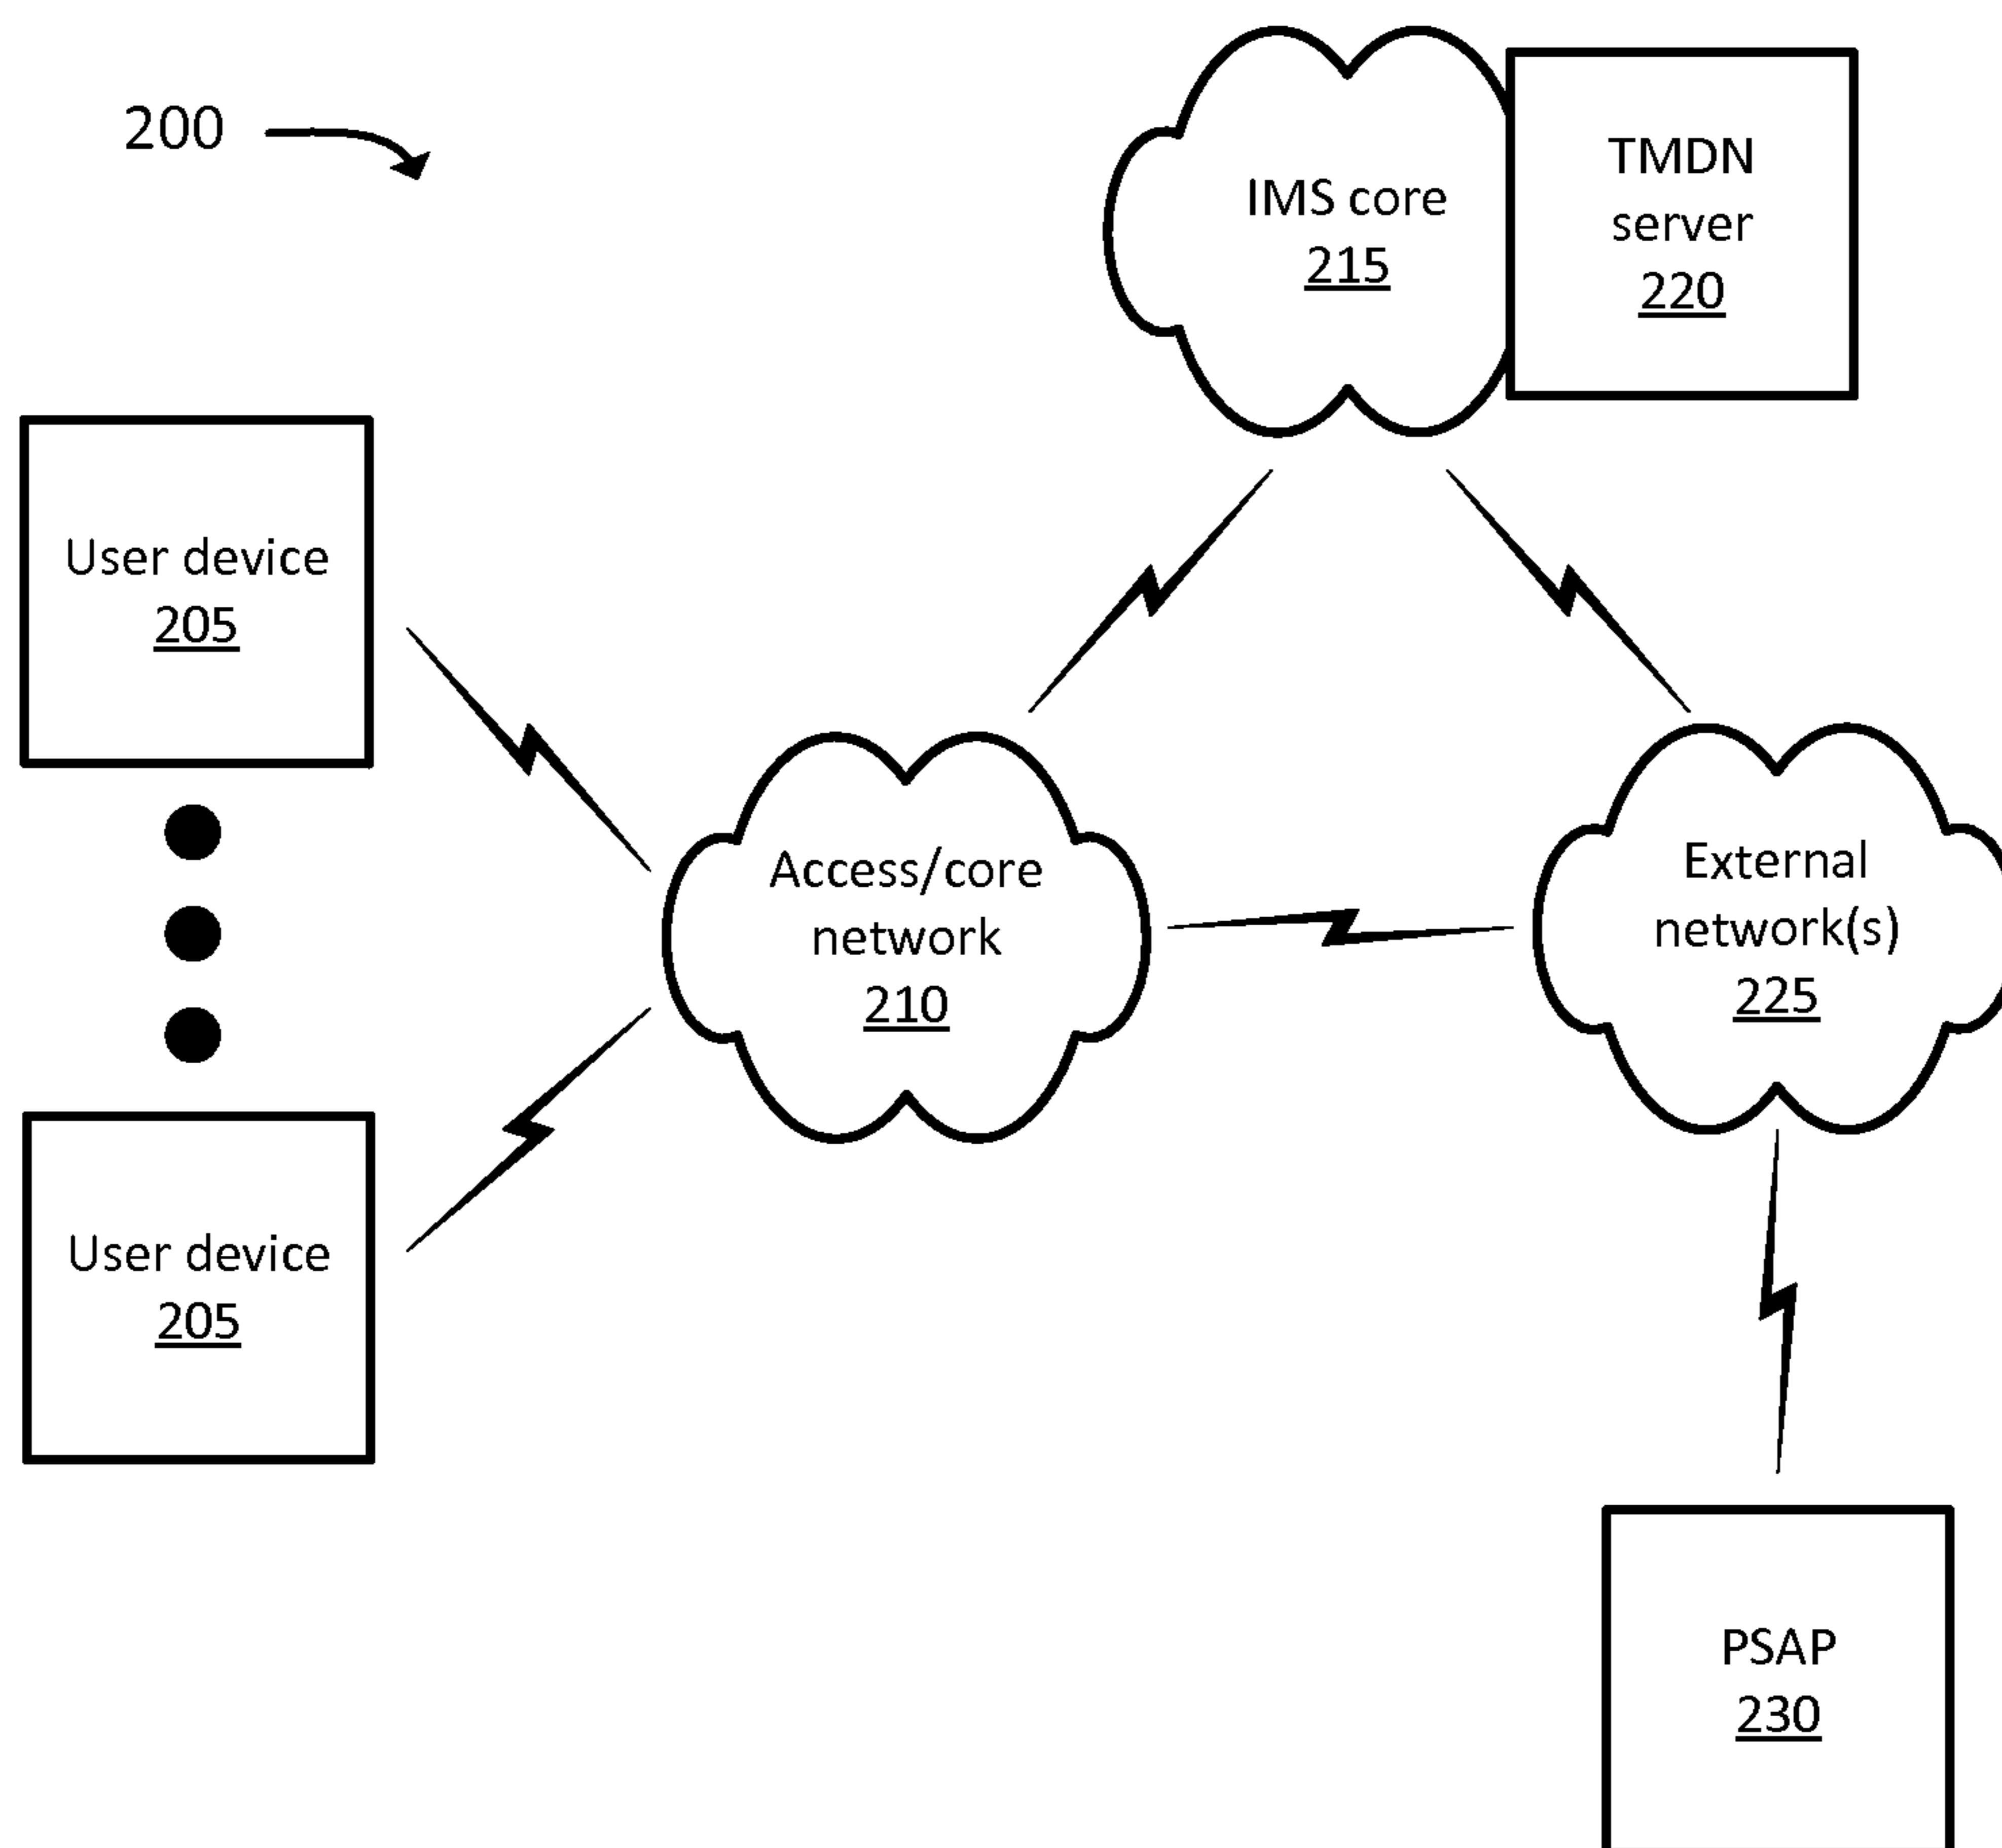 200
IMS core
215
TMDN
server
220
User device
205
Access/core
network
210
External
network(s)
225
User device
205
PSAP
230